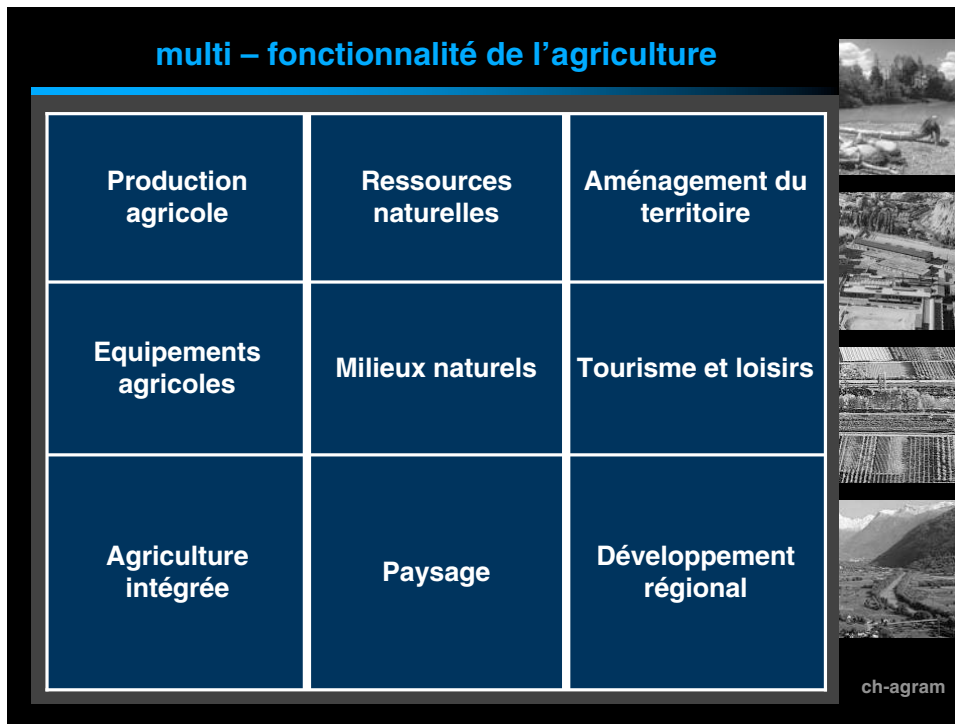 multi – fonctionnalité de l'agriculture
Production
agricole
Ressources
naturelles
Aménagement du
territoire
Equipements
agricoles
Milieux naturels
Tourisme et loisirs
Agriculture
intégrée
Paysage
Développement
régional
ch-agram